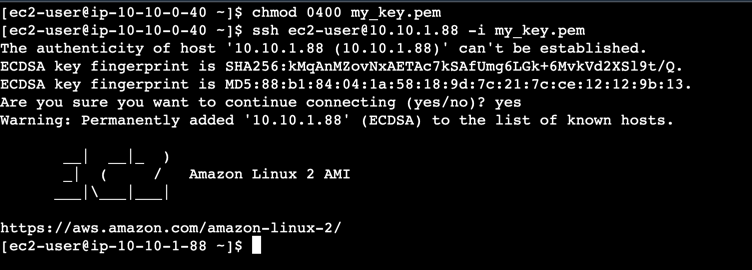 [ec2-user@ip-10-10-0-40 ~]$ chmod 0400 my_key.pem
[ec2-user@ip-10-10-0-40 ~]$ ssh ec2-user@10.10.1.88 -i my_key.pem
The authenticity of host '10.10.1.88 (10.10.1.88)' can't be established.
ECDSA key fingerprint is SHA256:kMqAnMZovNxAETAc7kSAfUmg6LGk+6MvkVd2XSl9t/Q.
ECDSA key fingerprint is MD5:88:b1:84:04:1a:58:18:9d:7c:21:7c:ce:12:12:9b:13.
Are you sure you want to continue connecting (yes/no)? yes
Warning: Permanently added '10.10.1.88' (ECDSA) to the list of known hosts.
       __|  __|_  )
       _|  (     /   Amazon Linux 2 AMI
      ___|\___|___|
https://aws.amazon.com/amazon-linux-2/
[ec2-user@ip-10-10-1-88 ~]$